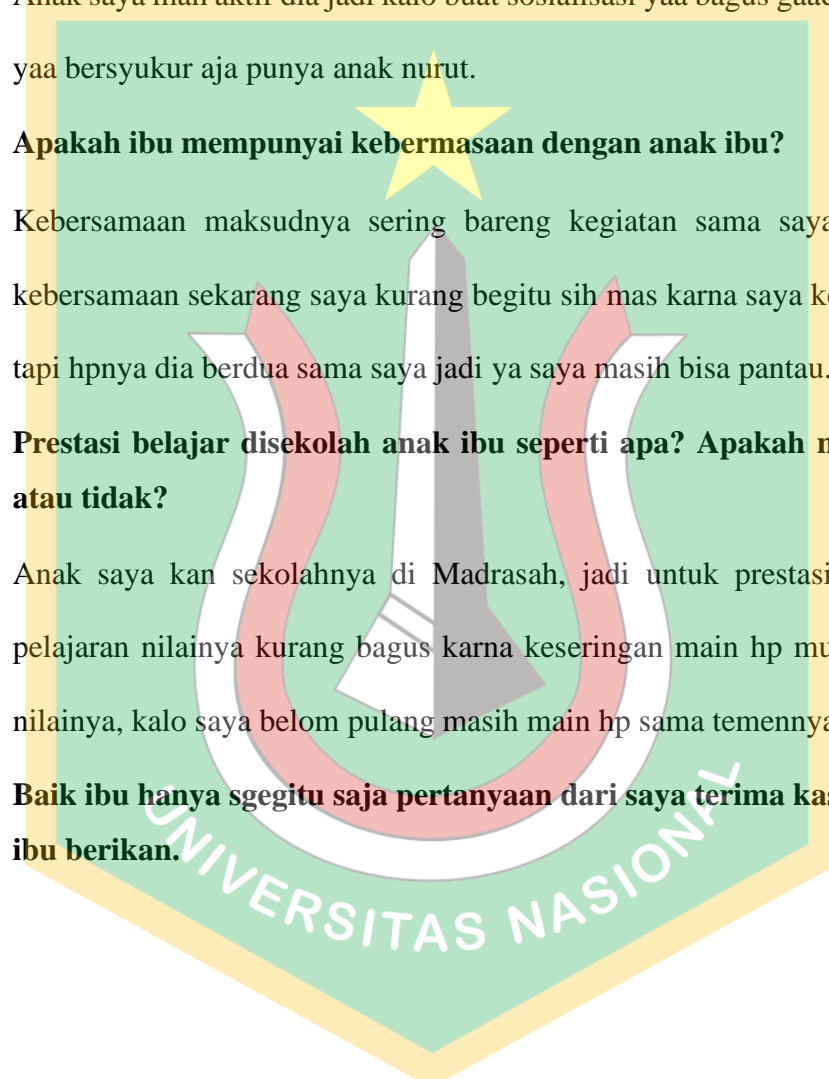 Anak saya mah aktif dia jadi kalo buat sosialisasi yaa bagus
yaa bersyukur aja punya anak nurut.
Apakah ibu mempunyai kebermasaan dengan anak ibu?
Kebersamaan maksudnya sering bareng kegiatan sama saya
kebersamaan sekarang saya kurang begitu sih mas karna saya
tapi hpnya dia berdua sama saya jadi ya saya masih bisa pantau.
Prestasi belajar disekolah anak ibu seperti apa? Apakah
atau tidak?
Anak saya kan sekolahnya di Madrasah, jadi untuk prestasi
pelajaran nilainya kurang bagus karna keseringan main hp
nilainya, kalo saya belom pulang masih main hp sama temennya
Baik ibu hanya sgegitu saja pertanyaan dari saya terima
ibu berikan.
UNIVERSITAS NASIONAL